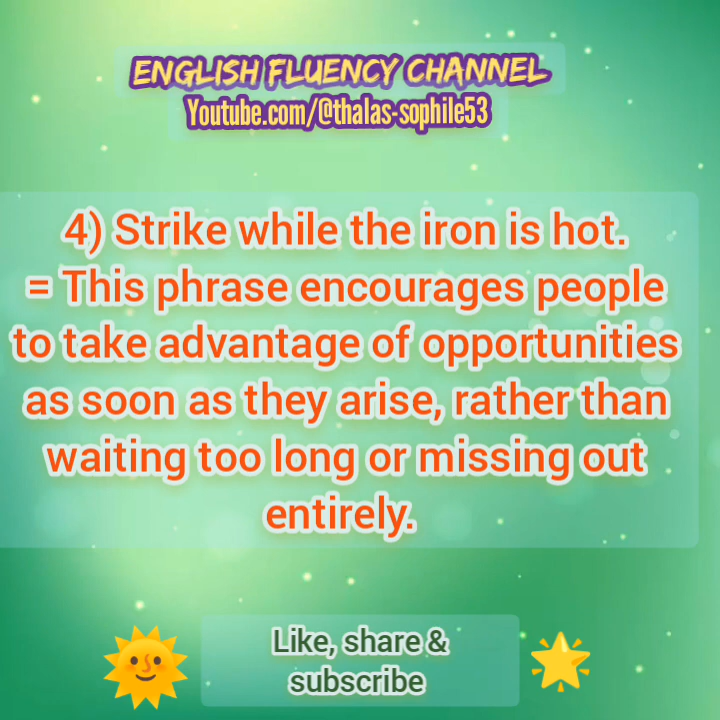 ENGLISH FLUENCY CHANNEL
Youtube.com/@thalas-sophile53
4) Strike while the iron is hot.
= This phrase encourages people
to take advantage of opportunities
as soon as they arise, rather than
waiting too long or missing out
entirely.
Like, share &
subscribe